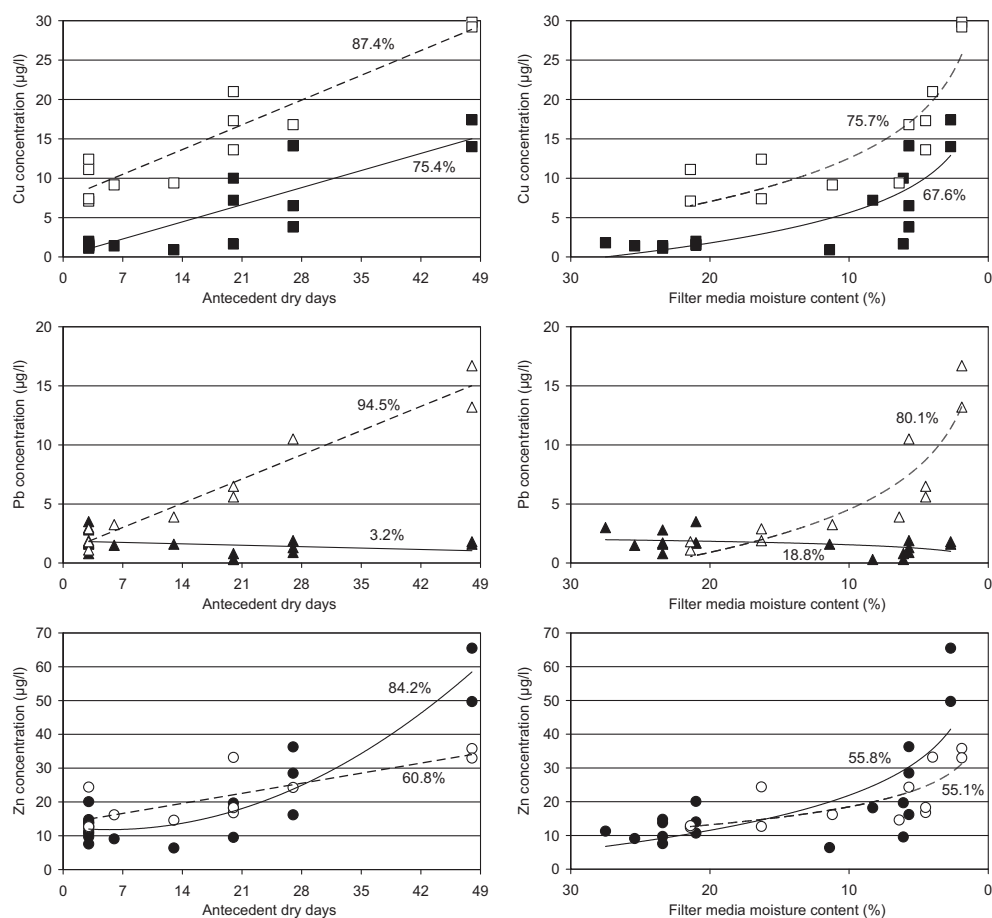 Cu concentration (µg/l)
30
25
20
15
10
5
0
87.4%
75.4%
0 7 14 21 28 35 42 49
Antecedent dry days
Cu concentration (µg/l)
30
25
20
15
10
5
0
75.7%
67.6%
30 20 10 0
Filter media moisture content (%)
Pb concentration (µg/l)
20
15
10
5
0
94.5%
3.2%
0 7 14 21 28 35 42 49
Antecedent dry days
Pb concentration (µg/l)
20
15
10
5
0
80.1%
18.8%
30 20 10 0
Filter media moisture content (%)
Zn concentration (µg/l)
70
60
50
40
30
20
10
0
84.2%
60.8%
0 7 14 21 28 35 42 49
Antecedent dry days
Zn concentration (µg/l)
70
60
50
40
30
20
10
0
55.8%
55.1%
30 20 10 0
Filter media moisture content (%)